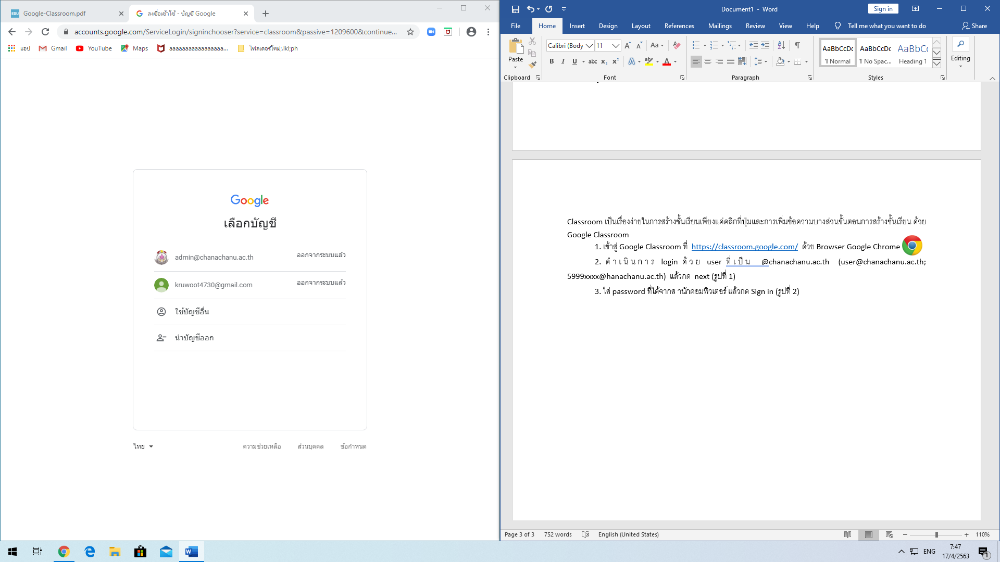 Google-Classroom.pdf
ลงชื่อเข้าใช้ - บัญชี Google
accounts.google.com/ServiceLogin/signinchooser?service=classroom&passive=1209600&continue...
แอป
Gmail
YouTube
Maps
aaaaaaaaaaaaaaaaa...
โฟลเดอร์ใหม่;.lkl;ph
Google
เลือกบัญชี
admin@chanachanu.ac.th
ออกจากระบบแล้ว
kruwoot4730@gmail.com
ออกจากระบบแล้ว
ใช้บัญชีอื่น
นำบัญชีออก
ไทย
ความช่วยเหลือ
ส่วนบุคคล
ข้อกำหนด
Document1 - Word
Sign in
File
Home
Insert
Design
Layout
References
Mailings
Review
View
Help
Tell me what you want to do
Share
Paste
Calibri (Body
11
Clipboard
Font
Paragraph
AaBbCcDc
¶ Normal
AaBbCcDc
¶ No Spac...
AaBbCc
Heading 1
Styles
Editing
Classroom เป็นเรื่องง่ายในการสร้างชั้นเรียนเพียงแค่คลิกที่ปุ่มและการเพิ่มข้อความบางส่วนขั้นตอนการสร้างชั้นเรียน ด้วย
Google Classroom
1. เข้าสู่ Google Classroom ที่ https://classroom.google.com/ ด้วย Browser Google Chrome
2. ดำเนินการ login ด้วย user ที่เป็น @chanachanu.ac.th (user@chanachanu.ac.th;
5999xxxx@hanachanu.ac.th) แล้วกด next (รูปที่ 1)
3. ใส่ password ที่ได้จากส านักคอมพิวเตอร์ แล้วกด Sign in (รูปที่ 2)
Page 3 of 3
752 words
English (United States)
110%
ENG
7:47
17/4/2563
1